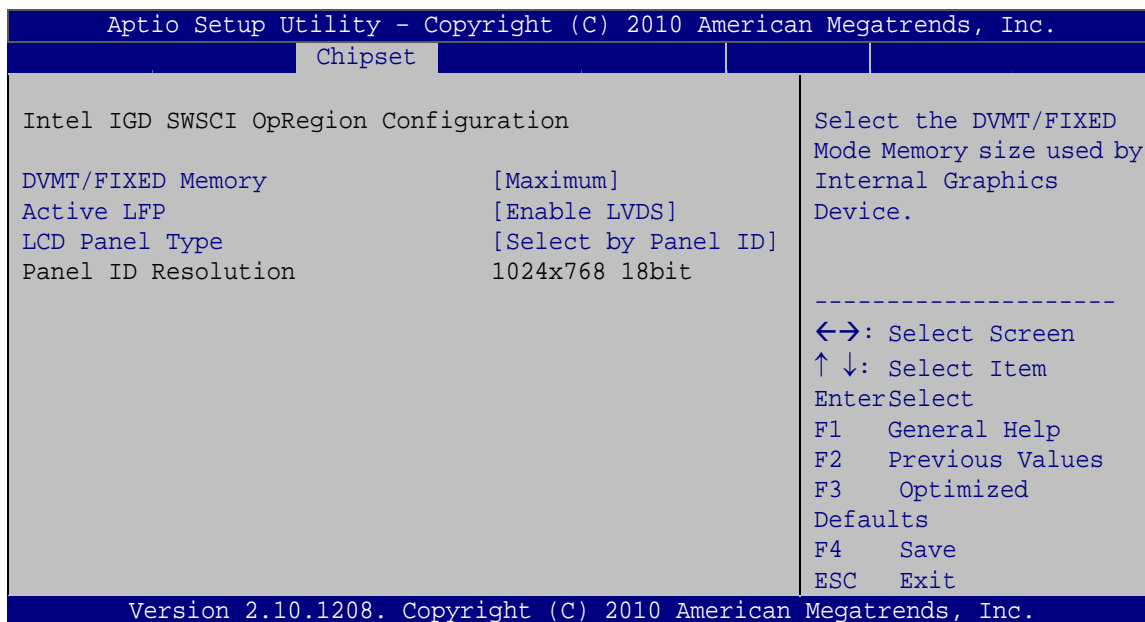 Aptio Setup Utility – Copyright (C) 2010 American Megatrends, Inc.
Chipset
Intel IGD SWSCI OpRegion Configuration
DVMT/FIXED Memory [Maximum]
Active LFP [Enable LVDS]
LCD Panel Type [Select by Panel ID]
Panel ID Resolution 1024x768 18bit
Select the DVMT/FIXED
Mode Memory size used by
Internal Graphics
Device.
---------------------
←→: Select Screen
↑ ↓: Select Item
EnterSelect
F1 General Help
F2 Previous Values
F3 Optimized
Defaults
F4 Save
ESC Exit
Version 2.10.1208. Copyright (C) 2010 American Megatrends, Inc.